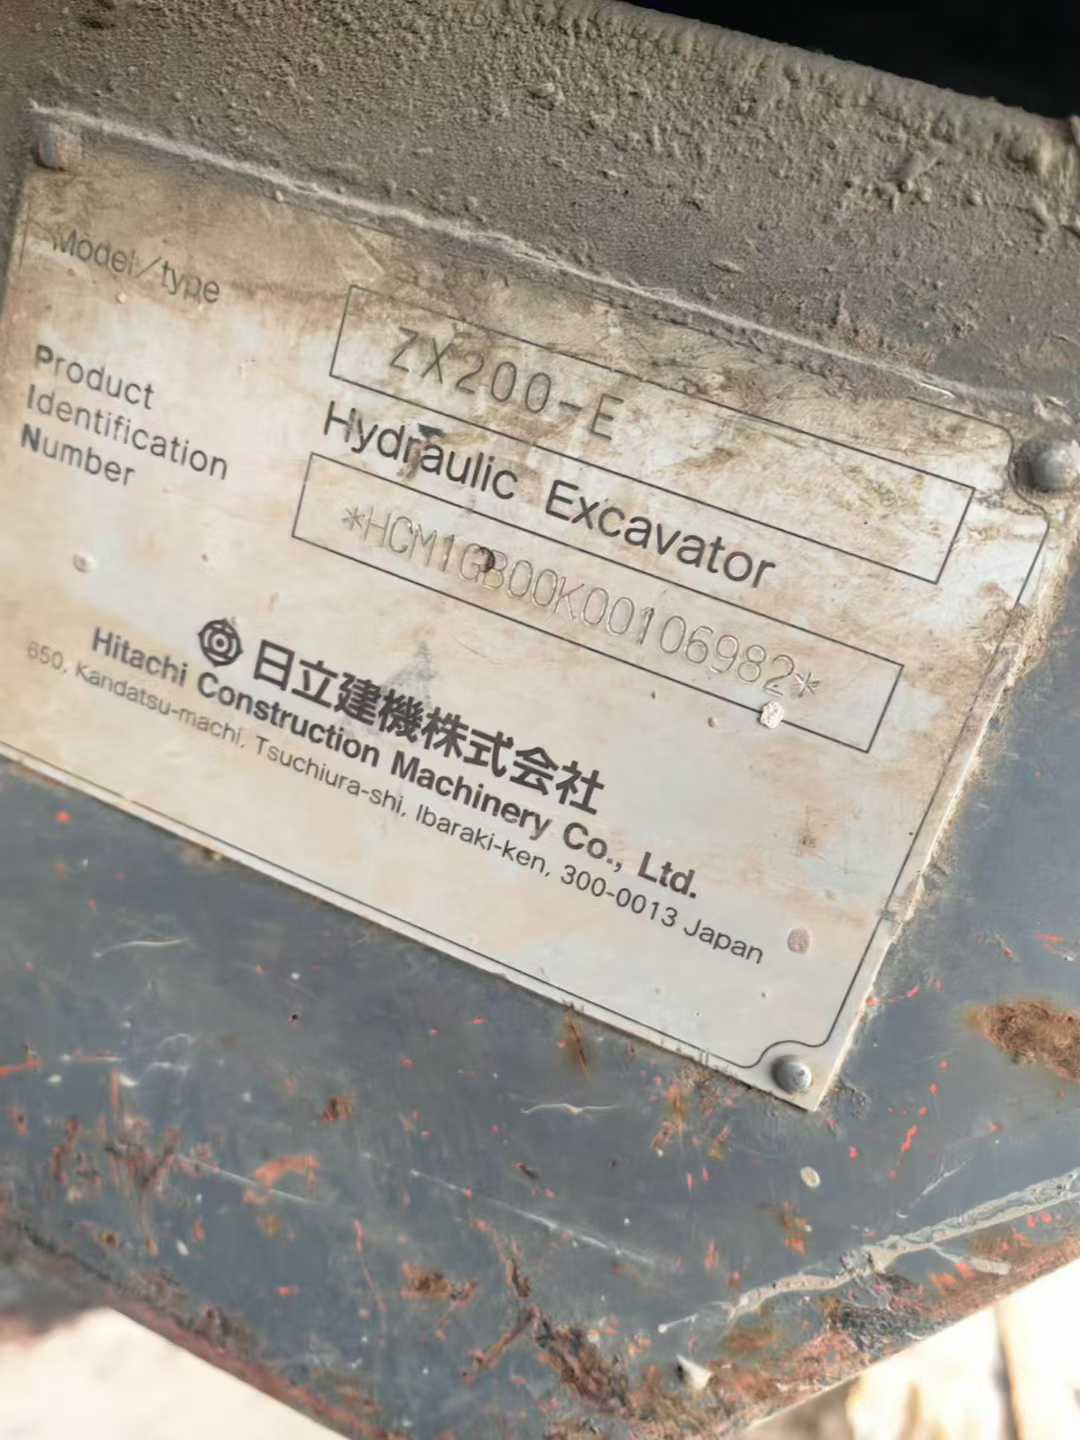 Model/type
ZX200-E
Hydraulic Excavator
Product
Identification
Number
*HCM1GB00K00106982*
日立建機株式会社
Hitachi Construction Machinery Co., Ltd.
650, Kandatsu-machi, Tsuchiura-shi, Ibaraki-ken, 300-0013 Japan